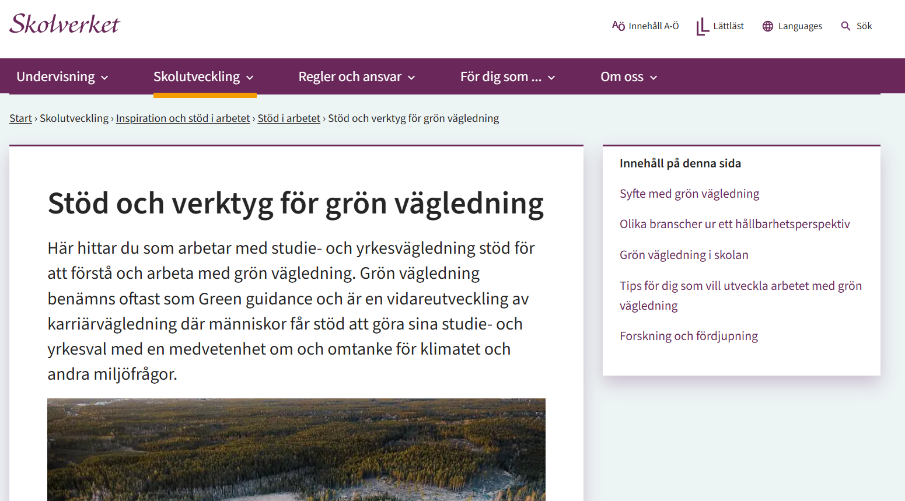 Skolverket
AÖ Innehåll A-Ö
LL Lättläst
Languages
Sök
Undervisning
Skolutveckling
Regler och ansvar
För dig som ...
Om oss
Start › Skolutveckling › Inspiration och stöd i arbetet › Stöd i arbetet › Stöd och verktyg för grön vägledning
Stöd och verktyg för grön vägledning
Här hittar du som arbetar med studie- och yrkesvägledning stöd för
att förstå och arbeta med grön vägledning. Grön vägledning
benämns oftast som Green guidance och är en vidareutveckling av
karriärvägledning där människor får stöd att göra sina studie- och
yrkesval med en medvetenhet om och omtanke för klimatet och
andra miljöfrågor.
Innehåll på denna sida
Syfte med grön vägledning
Olika branscher ur ett hållbarhetsperspektiv
Grön vägledning i skolan
Tips för dig som vill utveckla arbetet med grön
vägledning
Forskning och fördjupning